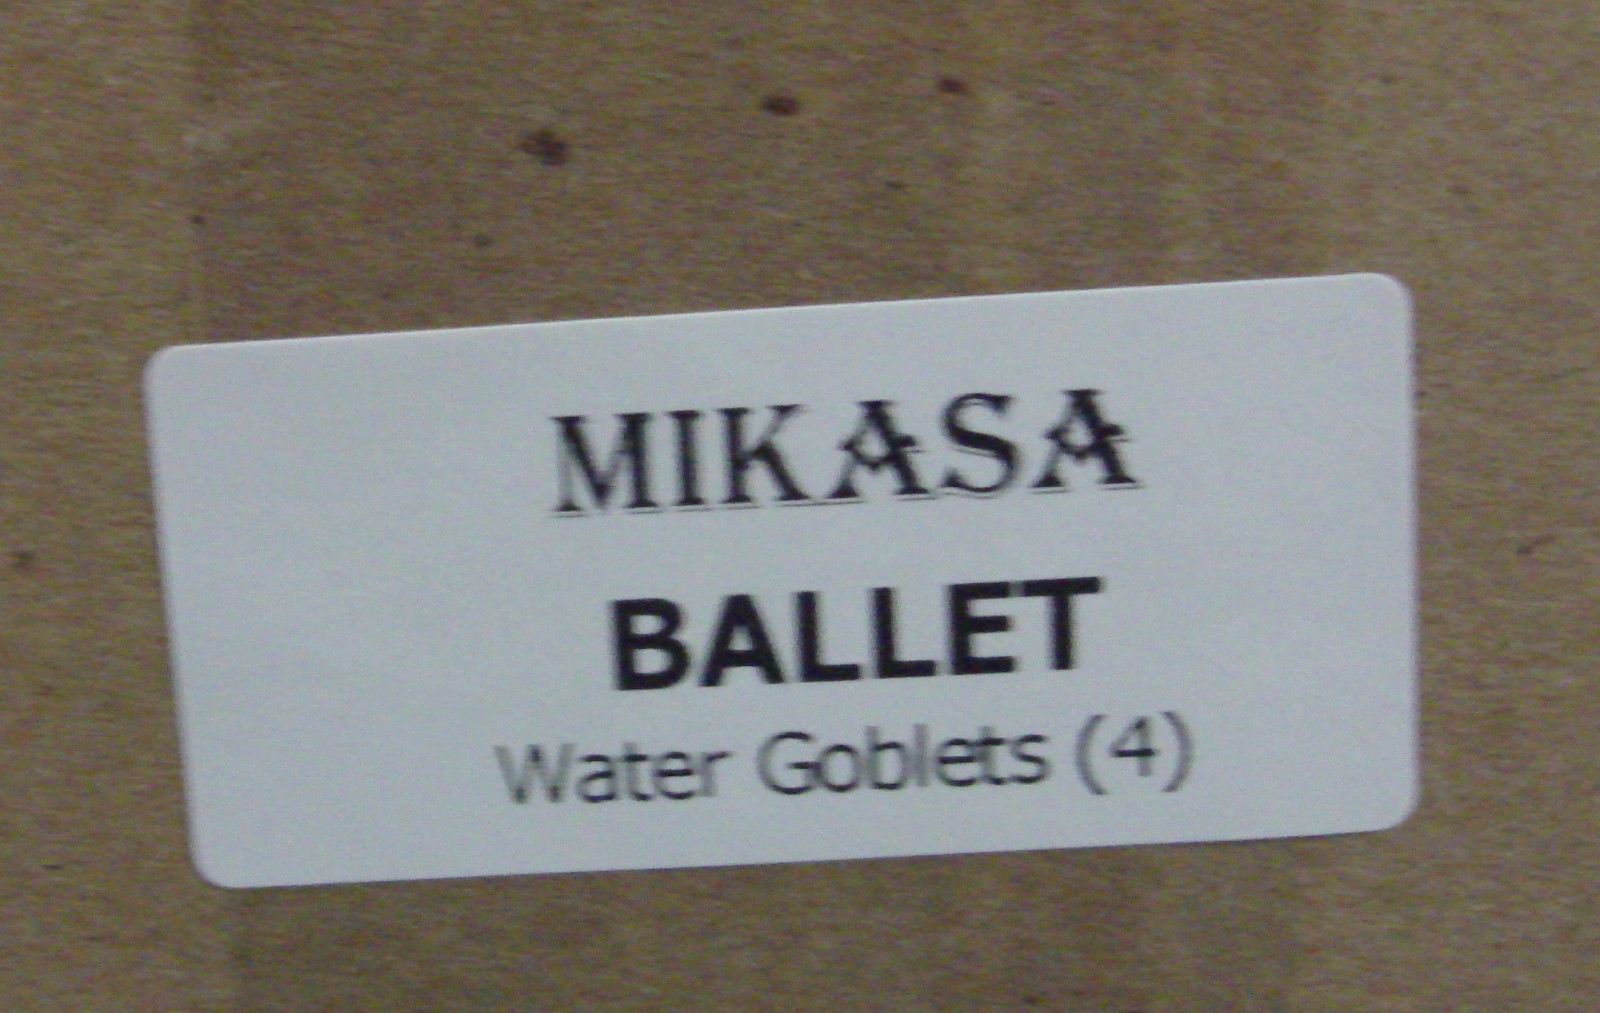 MIKASA
BALLET
Water Goblets (4)